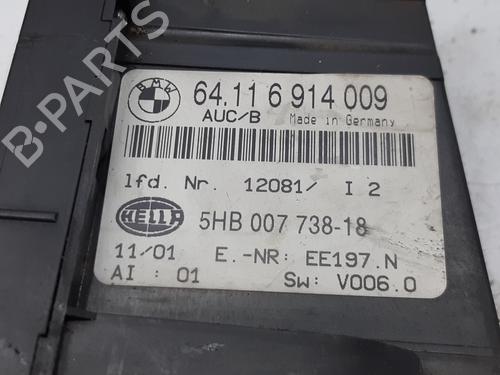 B-PARTS
BMW
64.11 6 914 009
AUC/B Made in Germany
lfd. Nr. 12081/ I 2
HELLA 5HB 007 738-18
11/01 E.-NR: EE197.N
AI : 01 SW: V006.0